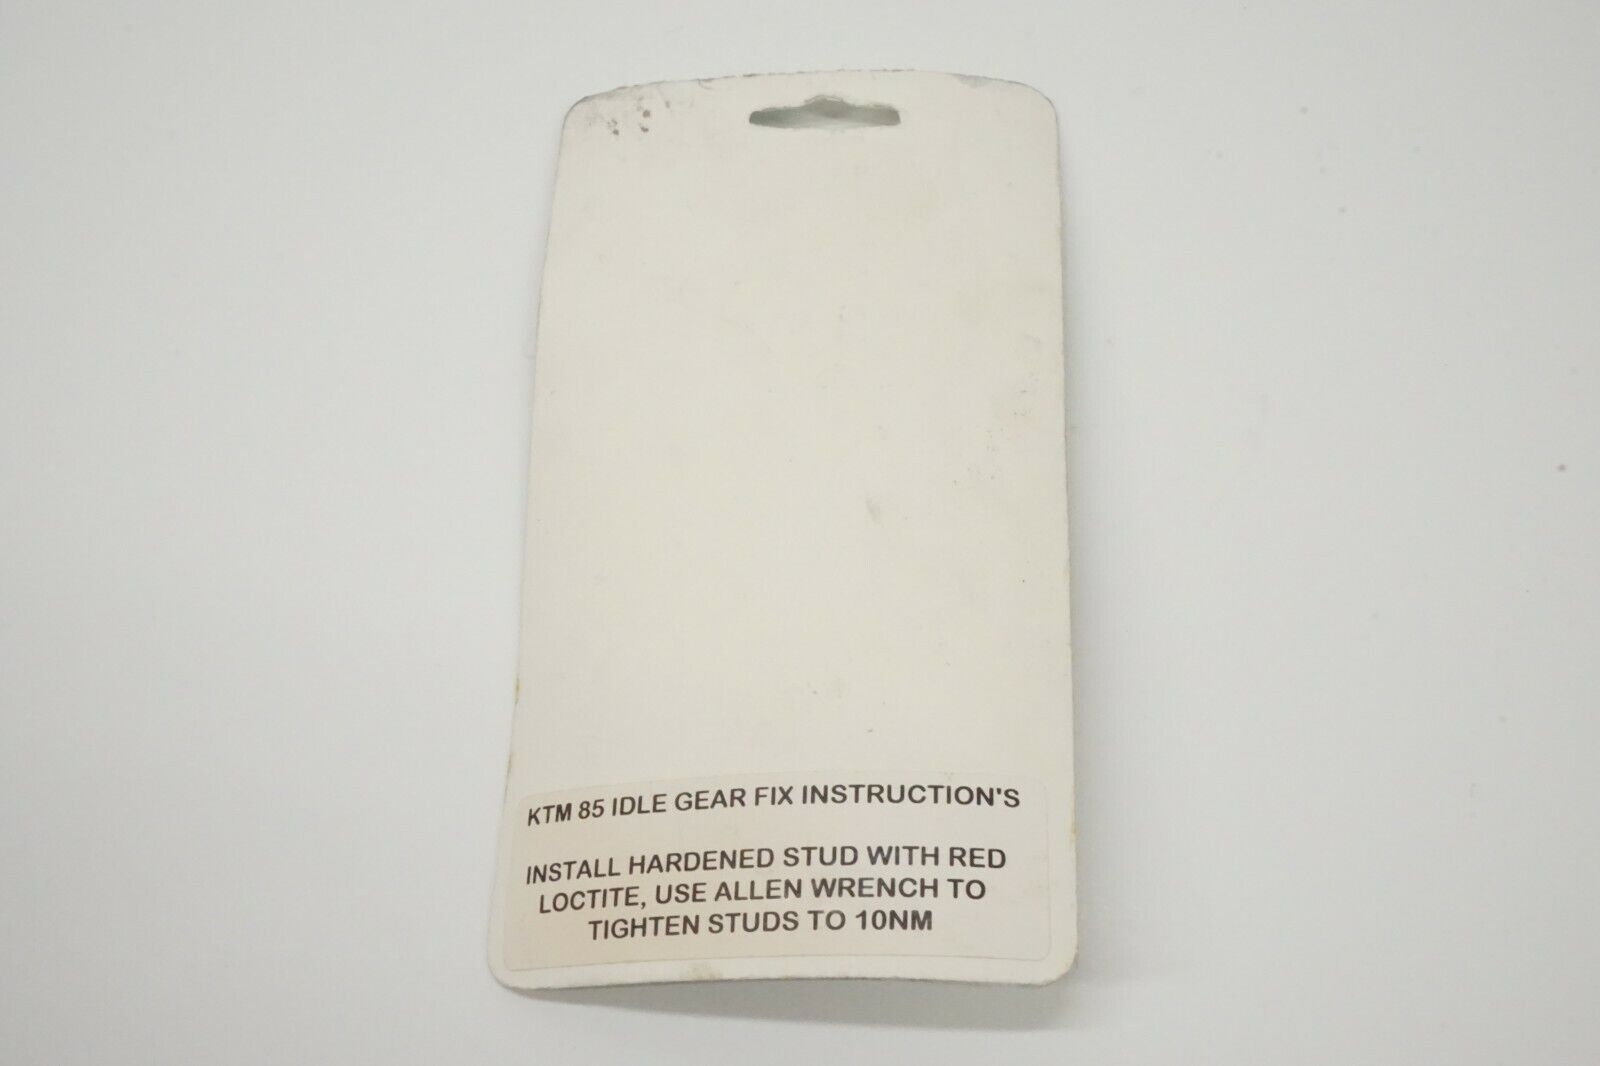 KTM 85 IDLE GEAR FIX INSTRUCTION'S
INSTALL HARDENED STUD WITH RED
LOCTITE, USE ALLEN WRENCH TO
TIGHTEN STUDS TO 10NM